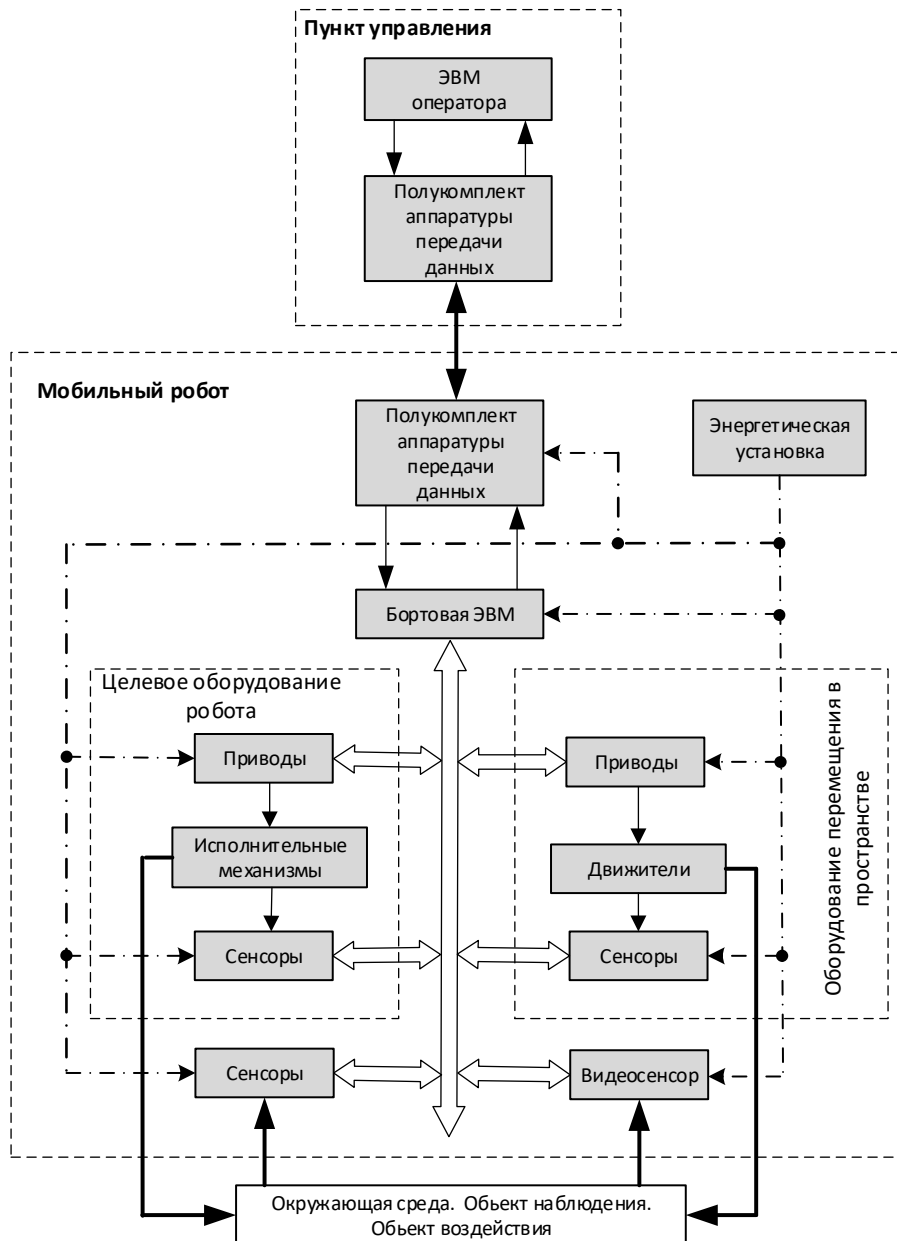 Пункт управления
ЭВМ
оператора
Полукомплект
аппаратуры
передачи
данных
Мобильный робот
Полукомплект
аппаратуры
передачи
данных
Энергетическая
установка
Бортовая ЭВМ
Целевое оборудование
робота
Приводы
Исполнительные
механизмы
Сенсоры
Приводы
Движители
Сенсоры
Оборудование перемещения в
пространстве
Сенсоры
Видеосенсор
Окружающая среда. Обьект наблюдения.
Обьект воздействия